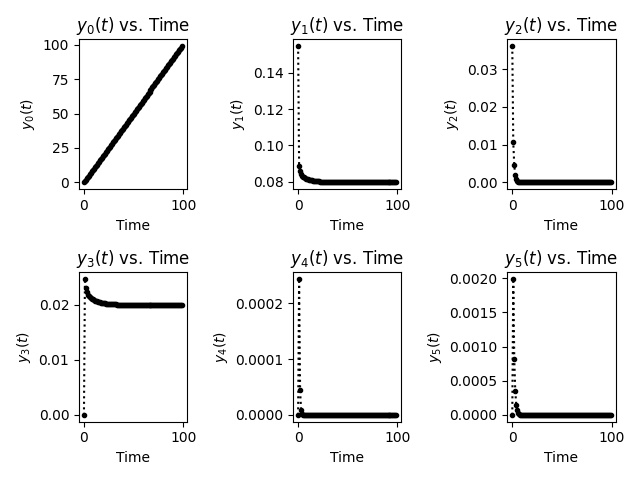 y₀(t) vs. Time
100
75
50
25
0
y₀(t)
0 100
Time
y₁(t) vs. Time
0.14
0.12
0.10
0.08
y₁(t)
0 100
Time
y₂(t) vs. Time
0.03
0.02
0.01
0.00
y₂(t)
0 100
Time
y₃(t) vs. Time
0.02
0.01
0.00
y₃(t)
0 100
Time
y₄(t) vs. Time
0.0002
0.0001
0.0000
y₄(t)
0 100
Time
y₅(t) vs. Time
0.0020
0.0015
0.0010
0.0005
0.0000
y₅(t)
0 100
Time